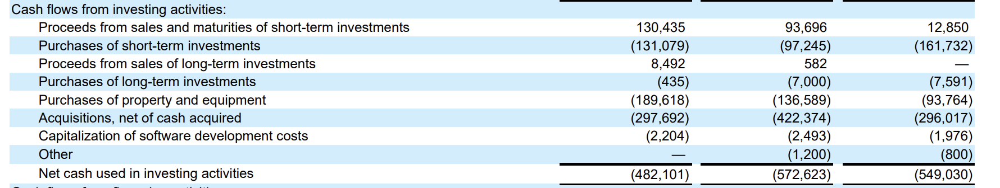 Cash flows from investing activities:
Proceeds from sales and maturities of short-term investments 130,435 93,696 12,850
Purchases of short-term investments (131,079) (97,245) (161,732)
Proceeds from sales of long-term investments 8,492 582 —
Purchases of long-term investments (435) (7,000) (7,591)
Purchases of property and equipment (189,618) (136,589) (93,764)
Acquisitions, net of cash acquired (297,692) (422,374) (296,017)
Capitalization of software development costs (2,204) (2,493) (1,976)
Other — (1,200) (800)
Net cash used in investing activities (482,101) (572,623) (549,030)